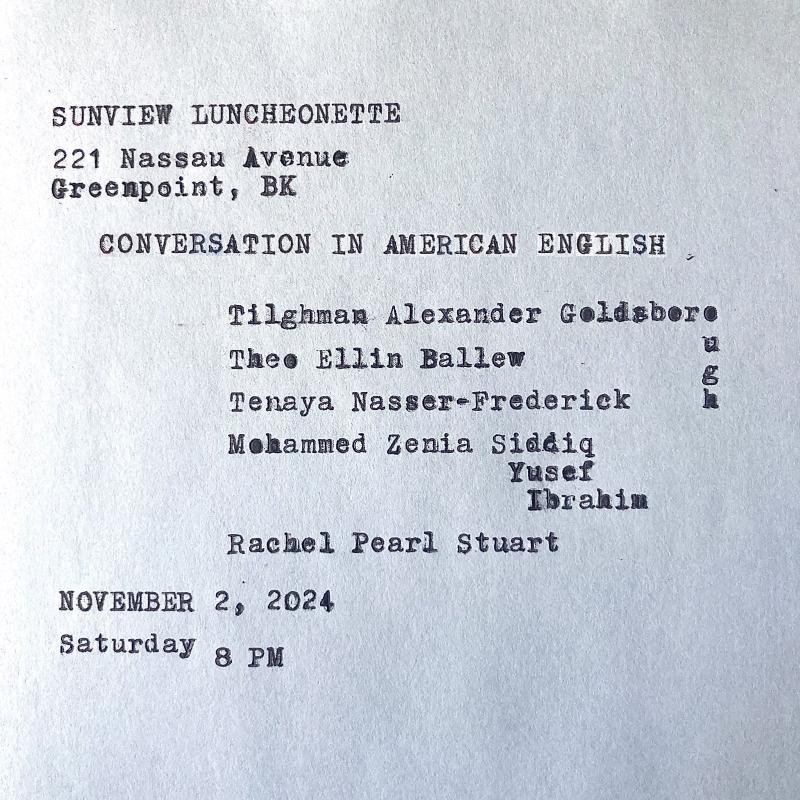 SUNVIEW LUNCHEONETTE
221 Nassau Avenue
Greenpoint, BK
CONVERSATION IN AMERICAN ENGLISH
Tilghman Alexander Goldsboro
u
g
h
Theo Ellin Ballew
Tenaya Nasser-Frederick
Mohammed Zenia Siddiq
Yusef
Ibrahim
Rachel Pearl Stuart
NOVEMBER 2, 2024
Saturday 8 PM